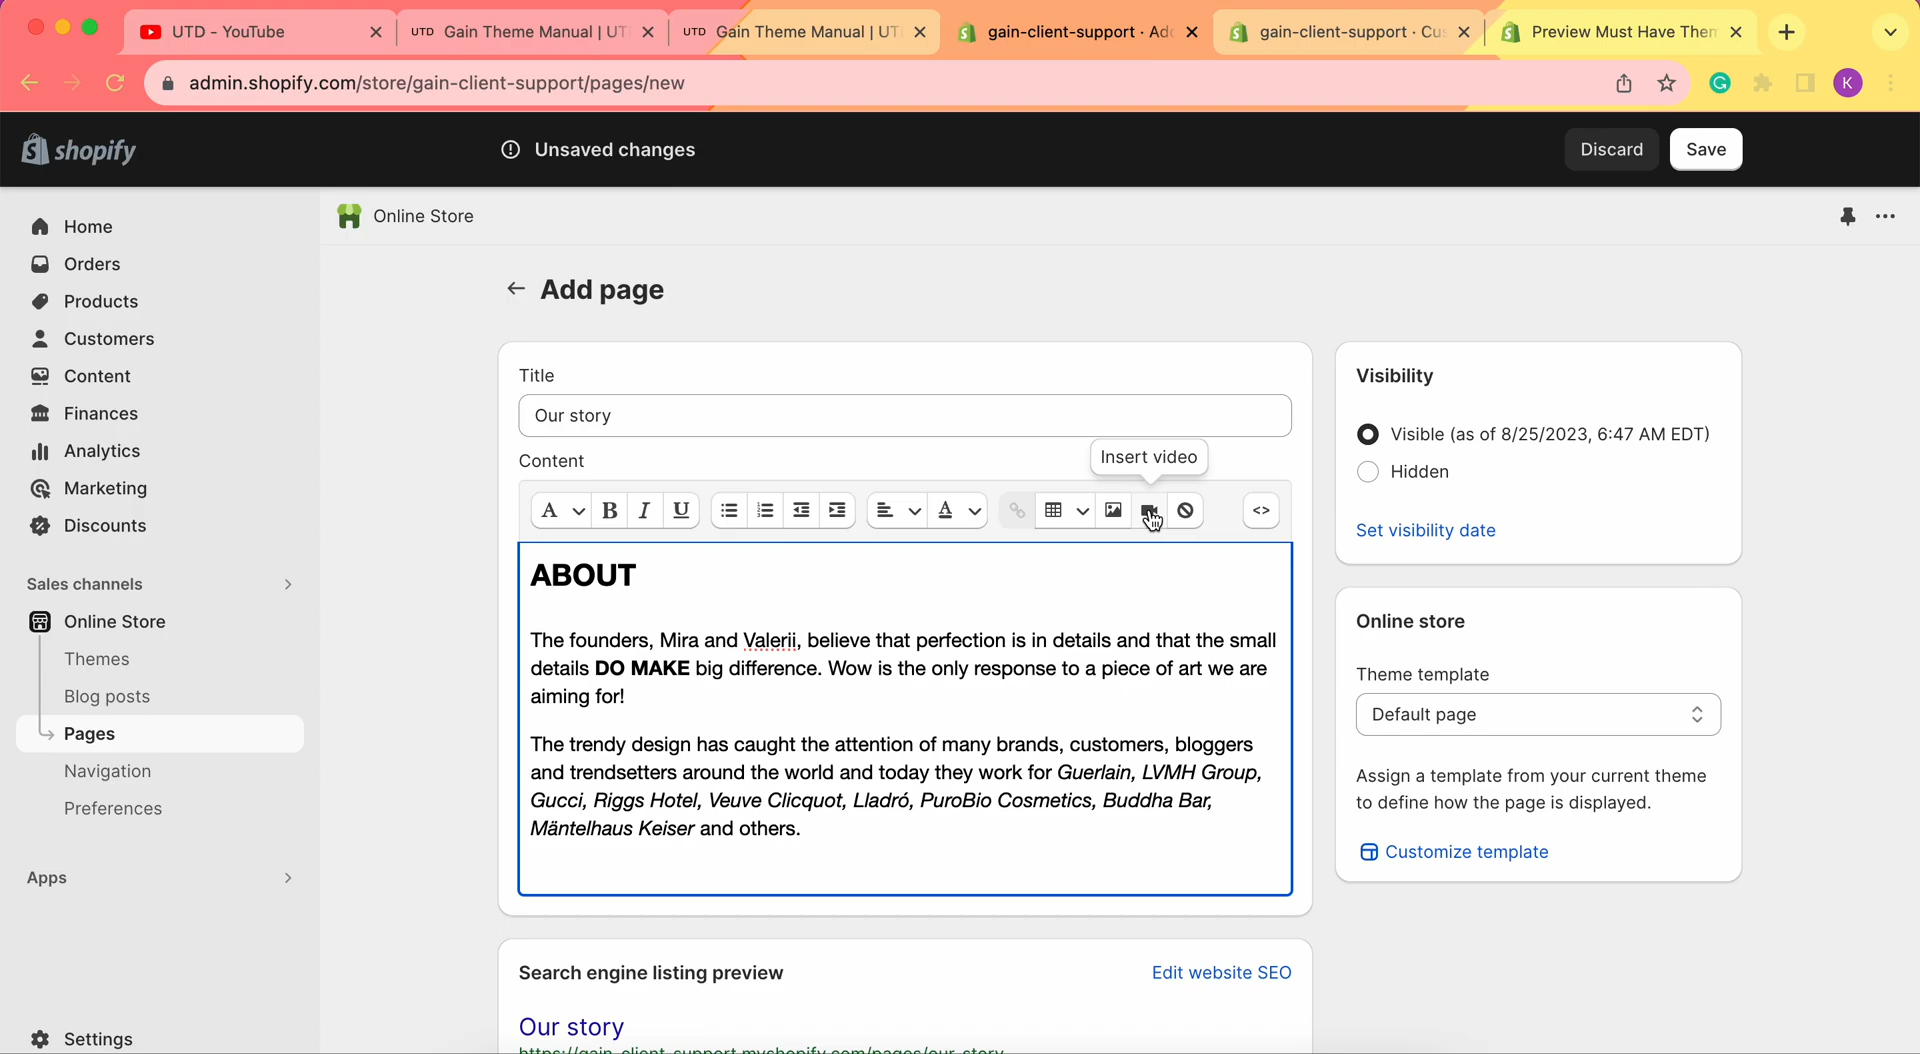 UTD - YouTube
UTD Gain Theme Manual | UT
UTD Gain Theme Manual | UT
gain-client-support · Add
gain-client-support · Cus
Preview Must Have Them
admin.shopify.com/store/gain-client-support/pages/new
G
K
shopify
Unsaved changes
Discard
Save
Home
Orders
Products
Customers
Content
Finances
Analytics
Marketing
Discounts
Sales channels
Online Store
Themes
Blog posts
Pages
Navigation
Preferences
Apps
Settings
Online Store
Add page
Title
Our story
Content
Insert video
A B I U A <>
ABOUT
The founders, Mira and Valerii, believe that perfection is in details and that the small
details DO MAKE big difference. Wow is the only response to a piece of art we are
aiming for!
The trendy design has caught the attention of many brands, customers, bloggers
and trendsetters around the world and today they work for Guerlain, LVMH Group,
Gucci, Riggs Hotel, Veuve Clicquot, Lladró, PuroBio Cosmetics, Buddha Bar,
Mäntelhaus Keiser and others.
Search engine listing preview
Edit website SEO
Our story
https://gain-client-support.myshopify.com/pages/our-story
Visibility
Visible (as of 8/25/2023, 6:47 AM EDT)
Hidden
Set visibility date
Online store
Theme template
Default page
Assign a template from your current theme
to define how the page is displayed.
Customize template